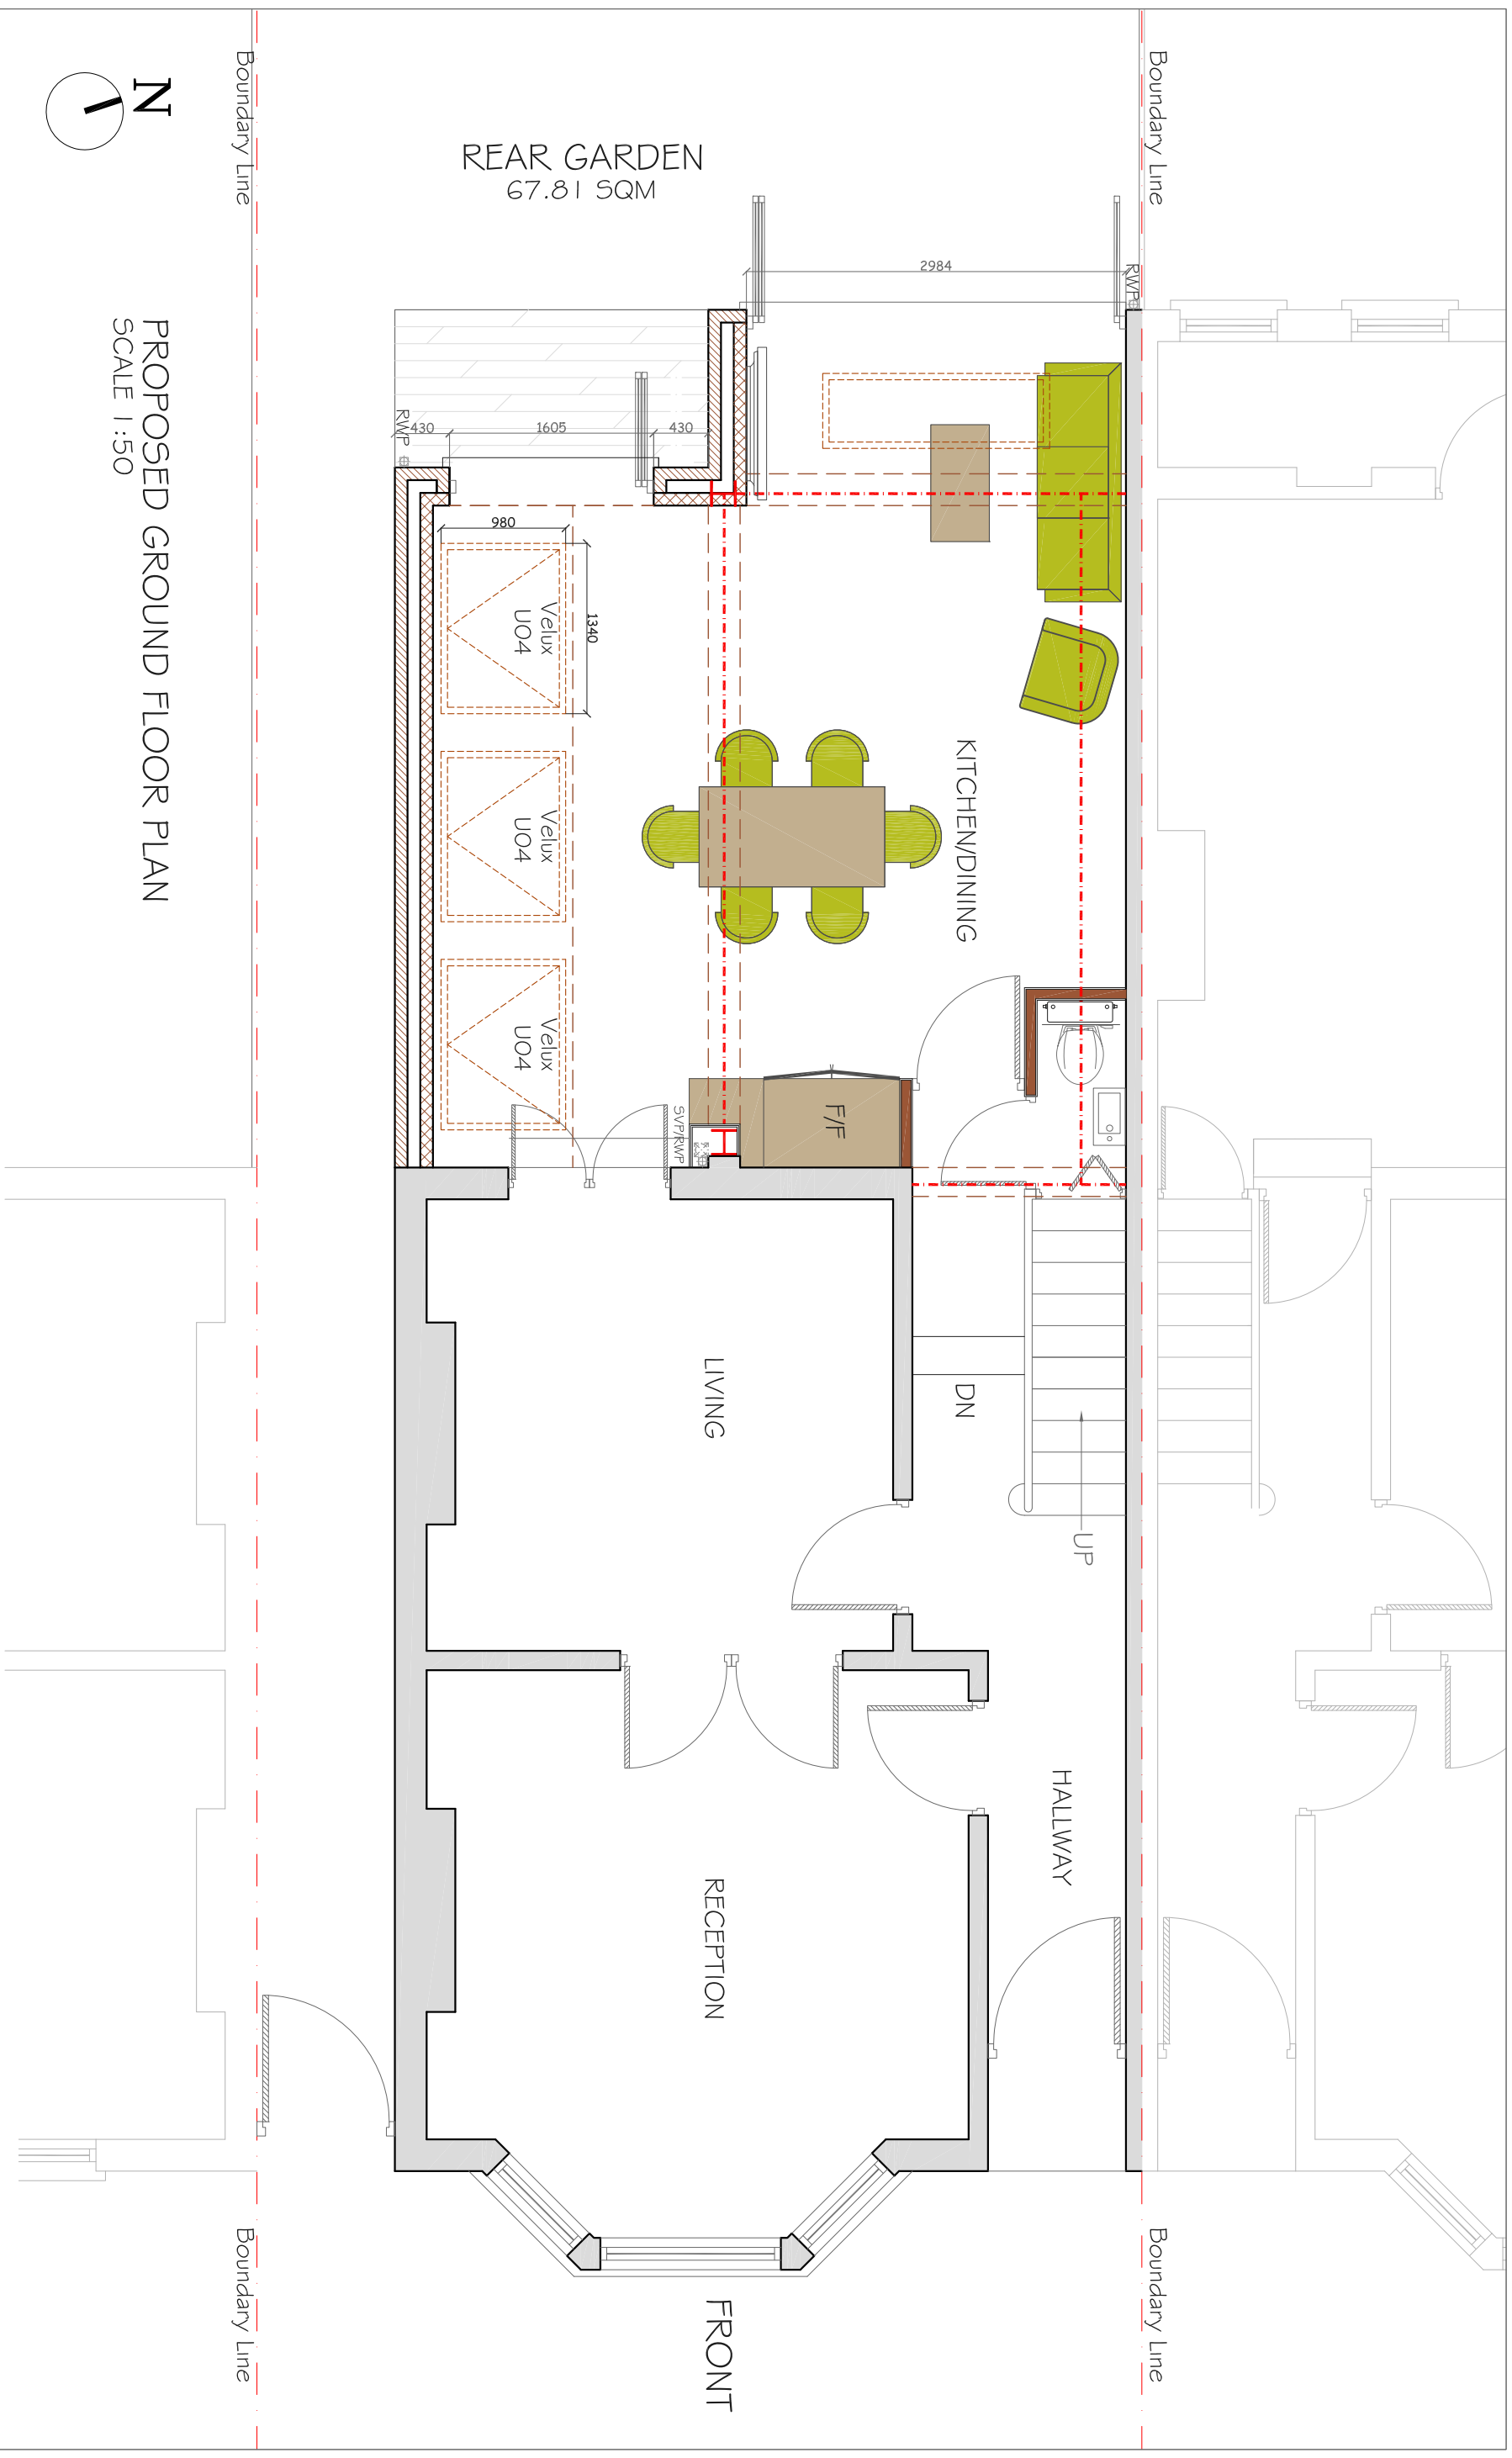 Boundary Line
Boundary Line
N
REAR GARDEN
67.81 SQM
2984
RWP
PROPOSED GROUND FLOOR PLAN
SCALE 1:50
RWP
430
1605
430
980
1340
Velux
U04
Velux
U04
Velux
U04
KITCHEN/DINING
F/F
SVP/RWP
LIVING
DN
UP
HALLWAY
RECEPTION
FRONT
Boundary Line
Boundary Line